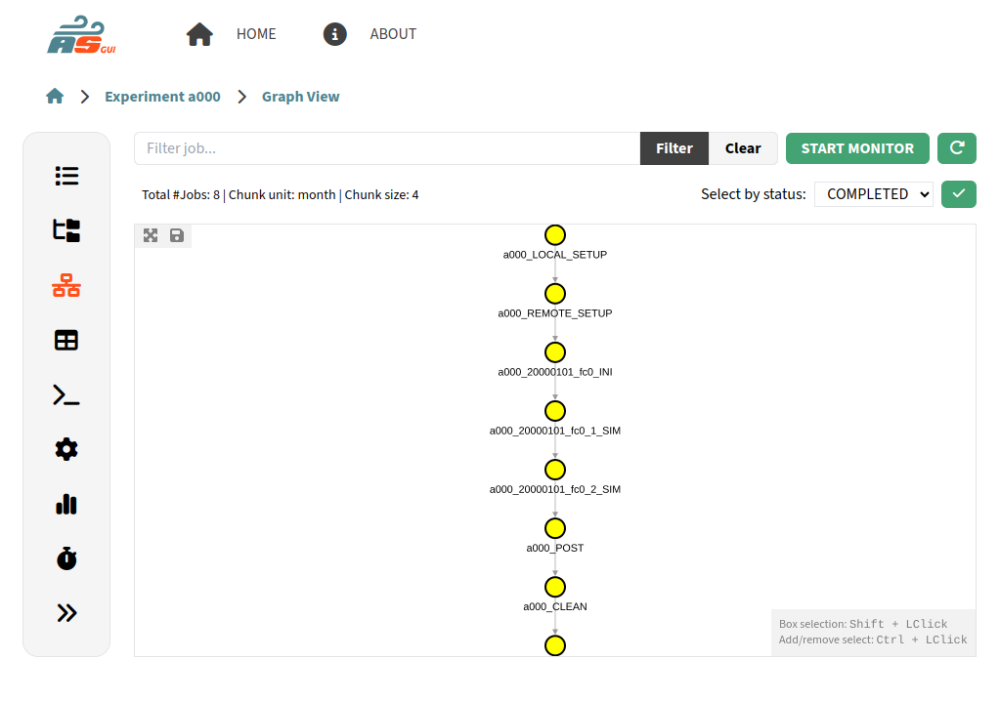 AS GUI
HOME
ABOUT
Experiment a000
Graph View
Filter job...
Filter
Clear
START MONITOR
Total #Jobs: 8 | Chunk unit: month | Chunk size: 4
Select by status:
COMPLETED
a000_LOCAL_SETUP
a000_REMOTE_SETUP
a000_20000101_fc0_INI
a000_20000101_fc0_1_SIM
a000_20000101_fc0_2_SIM
a000_POST
a000_CLEAN
Box selection: Shift + LClick
Add/remove select: Ctrl + LClick